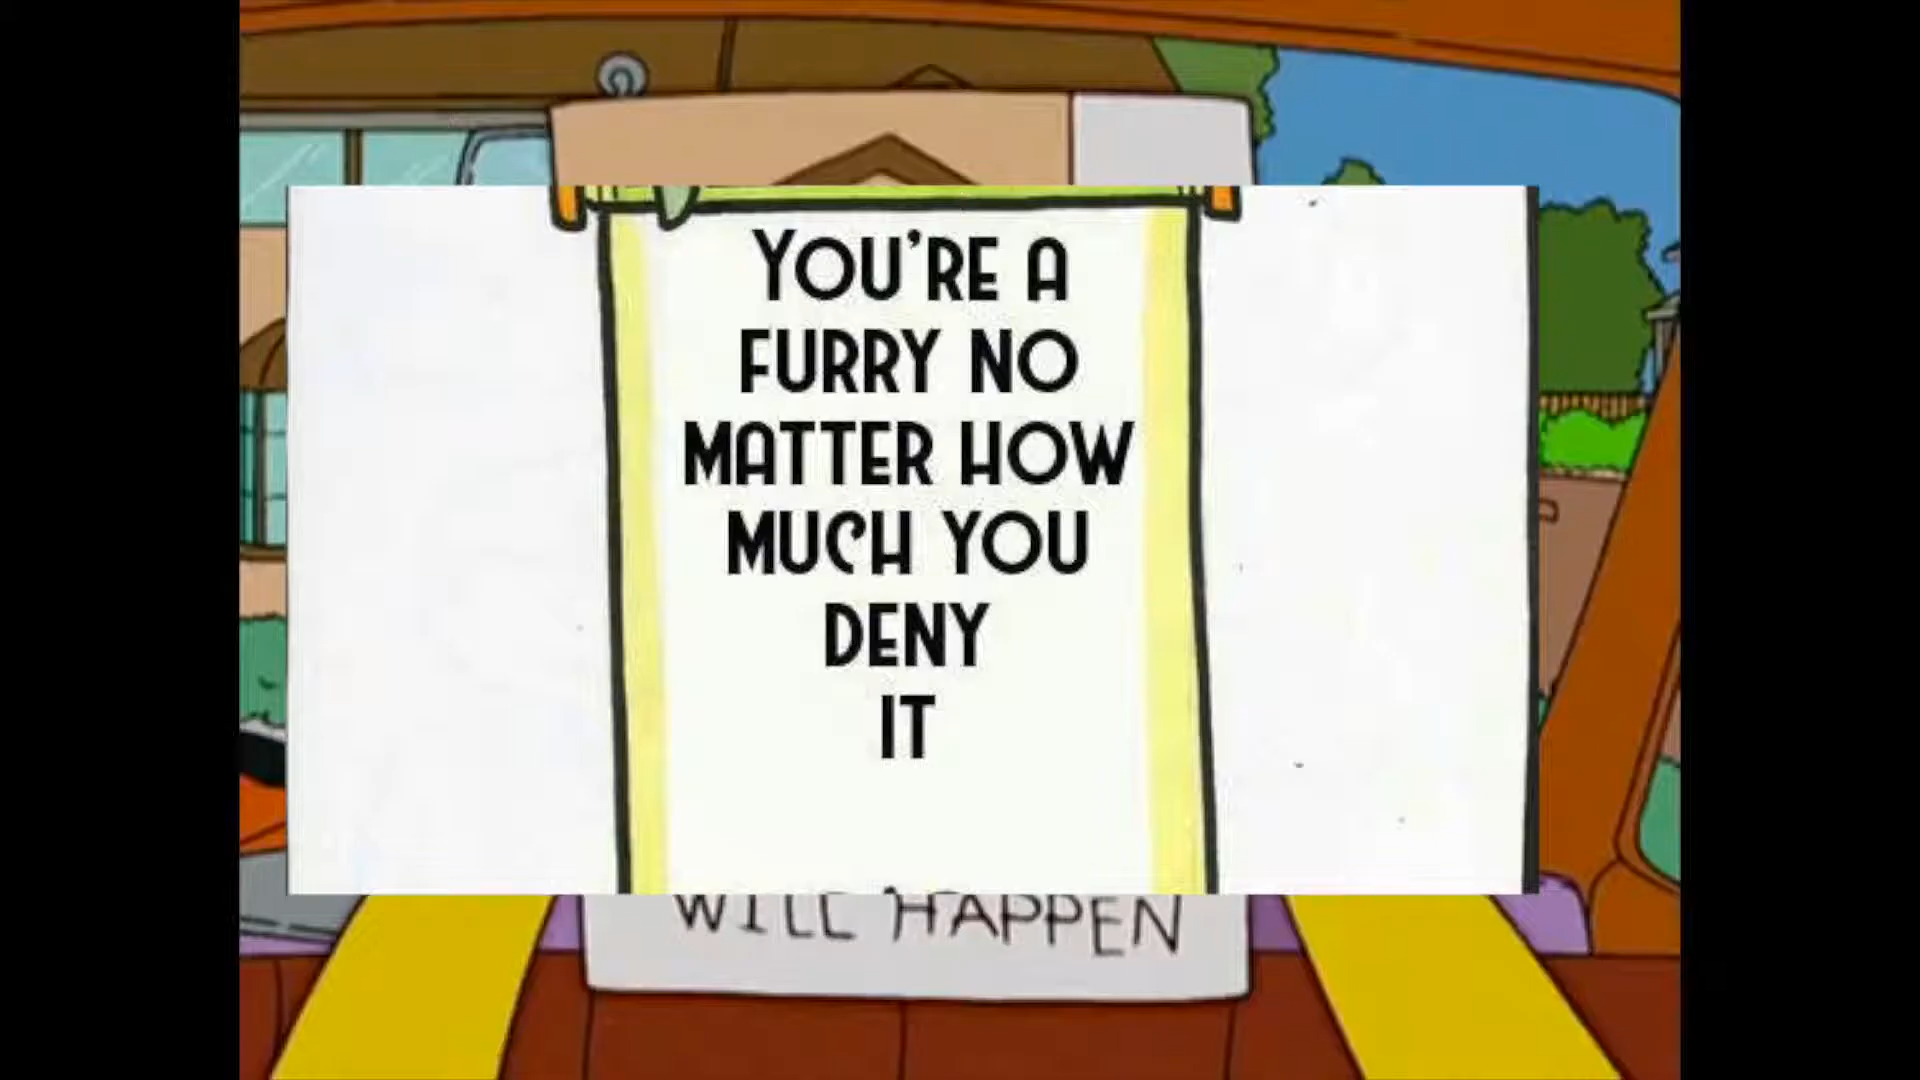 YOU'RE A
FURRY NO
MATTER HOW
MUCH YOU
DENY
IT
WILL HAPPEN